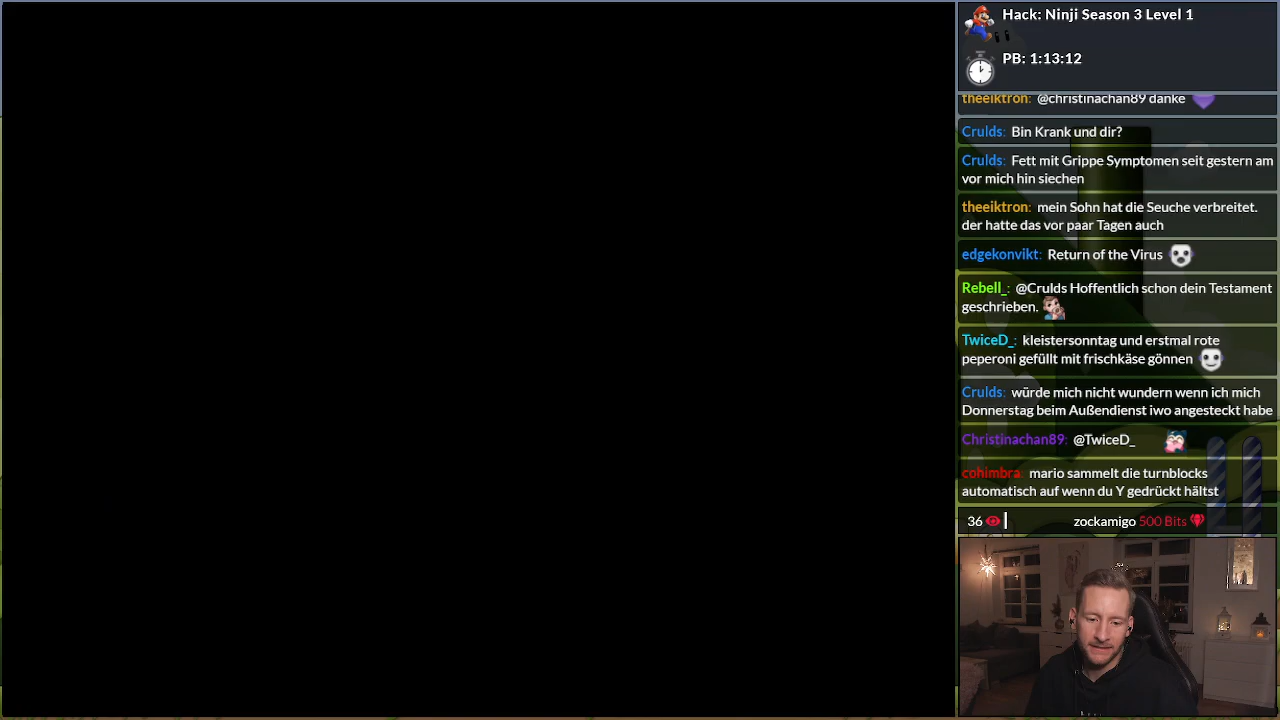 Hack: Ninji Season 3 Level 1
PB: 1:13:12
theeiktron: @christinachan89 danke
Crulds: Bin Krank und dir?
Crulds: Fett mit Grippe Symptomen seit gestern am
vor mich hin siechen
theeiktron: mein Sohn hat die Seuche verbreitet.
der hatte das vor paar Tagen auch
edgekonvikt: Return of the Virus
Rebell_: @Crulds Hoffentlich schon dein Testament
geschrieben.
TwiceD_: kleistersonntag und erstmal rote
peperoni gefüllt mit frischkäse gönnen
Crulds: würde mich nicht wundern wenn ich mich
Donnerstag beim Außendienst iwo angesteckt habe
Christinachan89: @TwiceD_
cohimbra: mario sammelt die turnblocks
automatisch auf wenn du Y gedrückt hältst
36 zockamigo 500 Bits